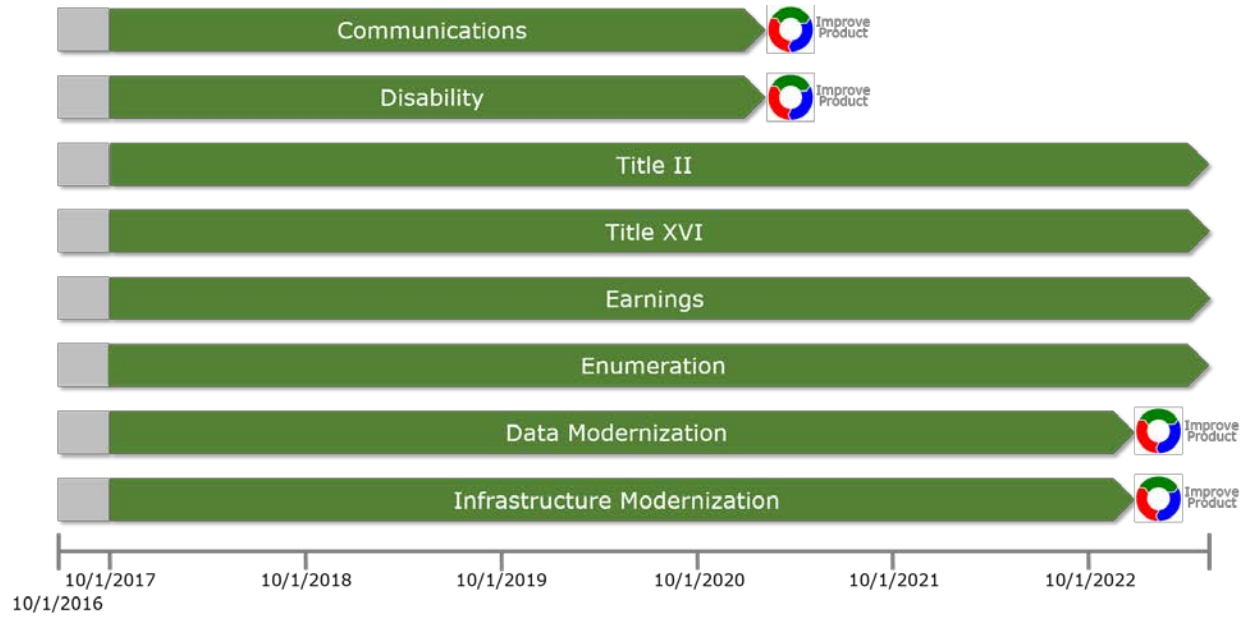 Communications
Improve
Product
Disability
Improve
Product
Title II
Title XVI
Earnings
Enumeration
Data Modernization
Improve
Product
Infrastructure Modernization
Improve
Product
10/1/2017
10/1/2018
10/1/2019
10/1/2020
10/1/2021
10/1/2022
10/1/2016